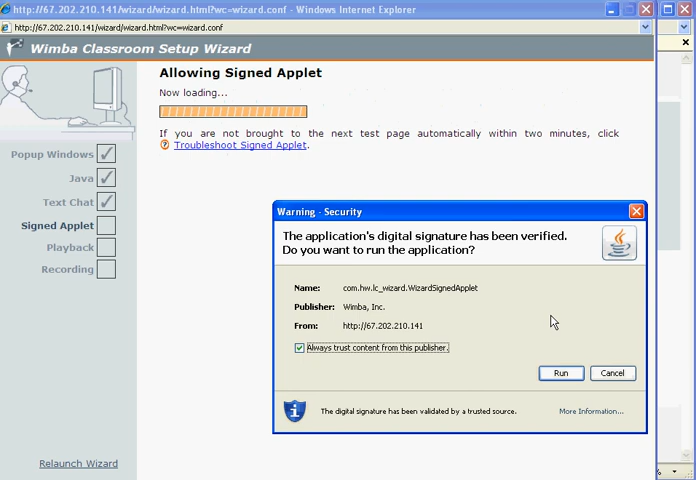 http://67.202.210.141/wizard/wizard.html?wc=wizard.conf - Windows Internet Explorer
http://67.202.210.141/wizard/wizard.html?wc=wizard.conf
Wimba Classroom Setup Wizard
Popup Windows
Java
Text Chat
Signed Applet
Playback
Recording
Relaunch Wizard
Allowing Signed Applet
Now loading...
If you are not brought to the next test page automatically within two minutes, click
Troubleshoot Signed Applet.
Warning - Security
The application's digital signature has been verified.
Do you want to run the application?
Name: com.hw.lc_wizard.WizardSignedApplet
Publisher: Wimba, Inc.
From: http://67.202.210.141
Always trust content from this publisher.
Run Cancel
The digital signature has been validated by a trusted source. More Information...
%